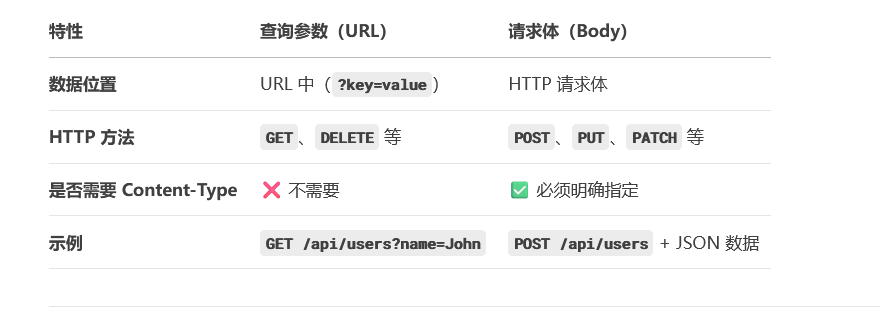 特性 查询参数（URL） 请求体（Body）
数据位置 URL 中（?key=value） HTTP 请求体
HTTP 方法 GET、DELETE 等 POST、PUT、PATCH 等
是否需要 Content-Type ❌ 不需要 ✅ 必须明确指定
示例 GET /api/users?name=John POST /api/users + JSON 数据